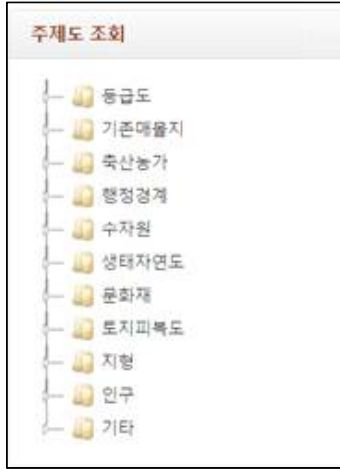 주제도 조회
등급도
기존매몰지
축산농가
행정경계
수자원
생태자연도
문화재
토지피복도
지형
인구
기타